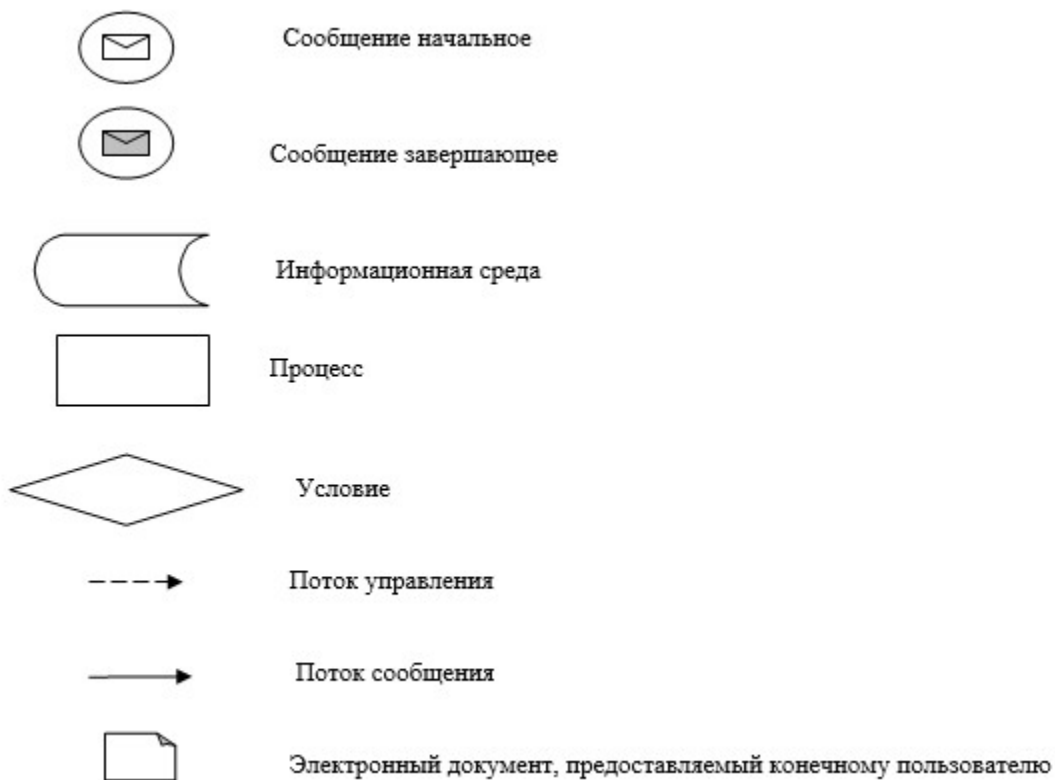 Сообщение начальное
Сообщение завершающее
Информационная среда
Процесс
Условие
Поток управления
Поток сообщения
Электронный документ, предоставляемый конечному пользователю